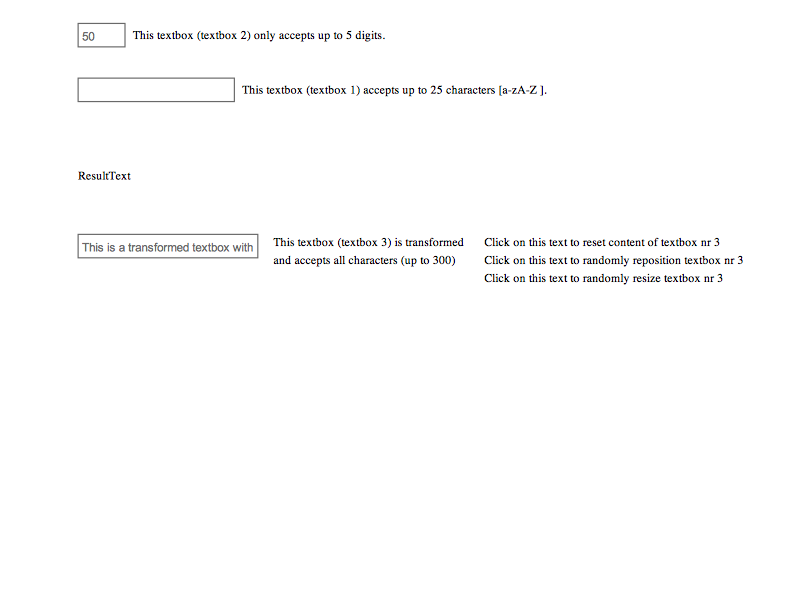 50 This textbox (textbox 2) only accepts up to 5 digits.
This textbox (textbox 1) accepts up to 25 characters [a-zA-Z ].
ResultText
This is a transformed textbox with
This textbox (textbox 3) is transformed
and accepts all characters (up to 300)
Click on this text to reset content of textbox nr 3
Click on this text to randomly reposition textbox nr 3
Click on this text to randomly resize textbox nr 3